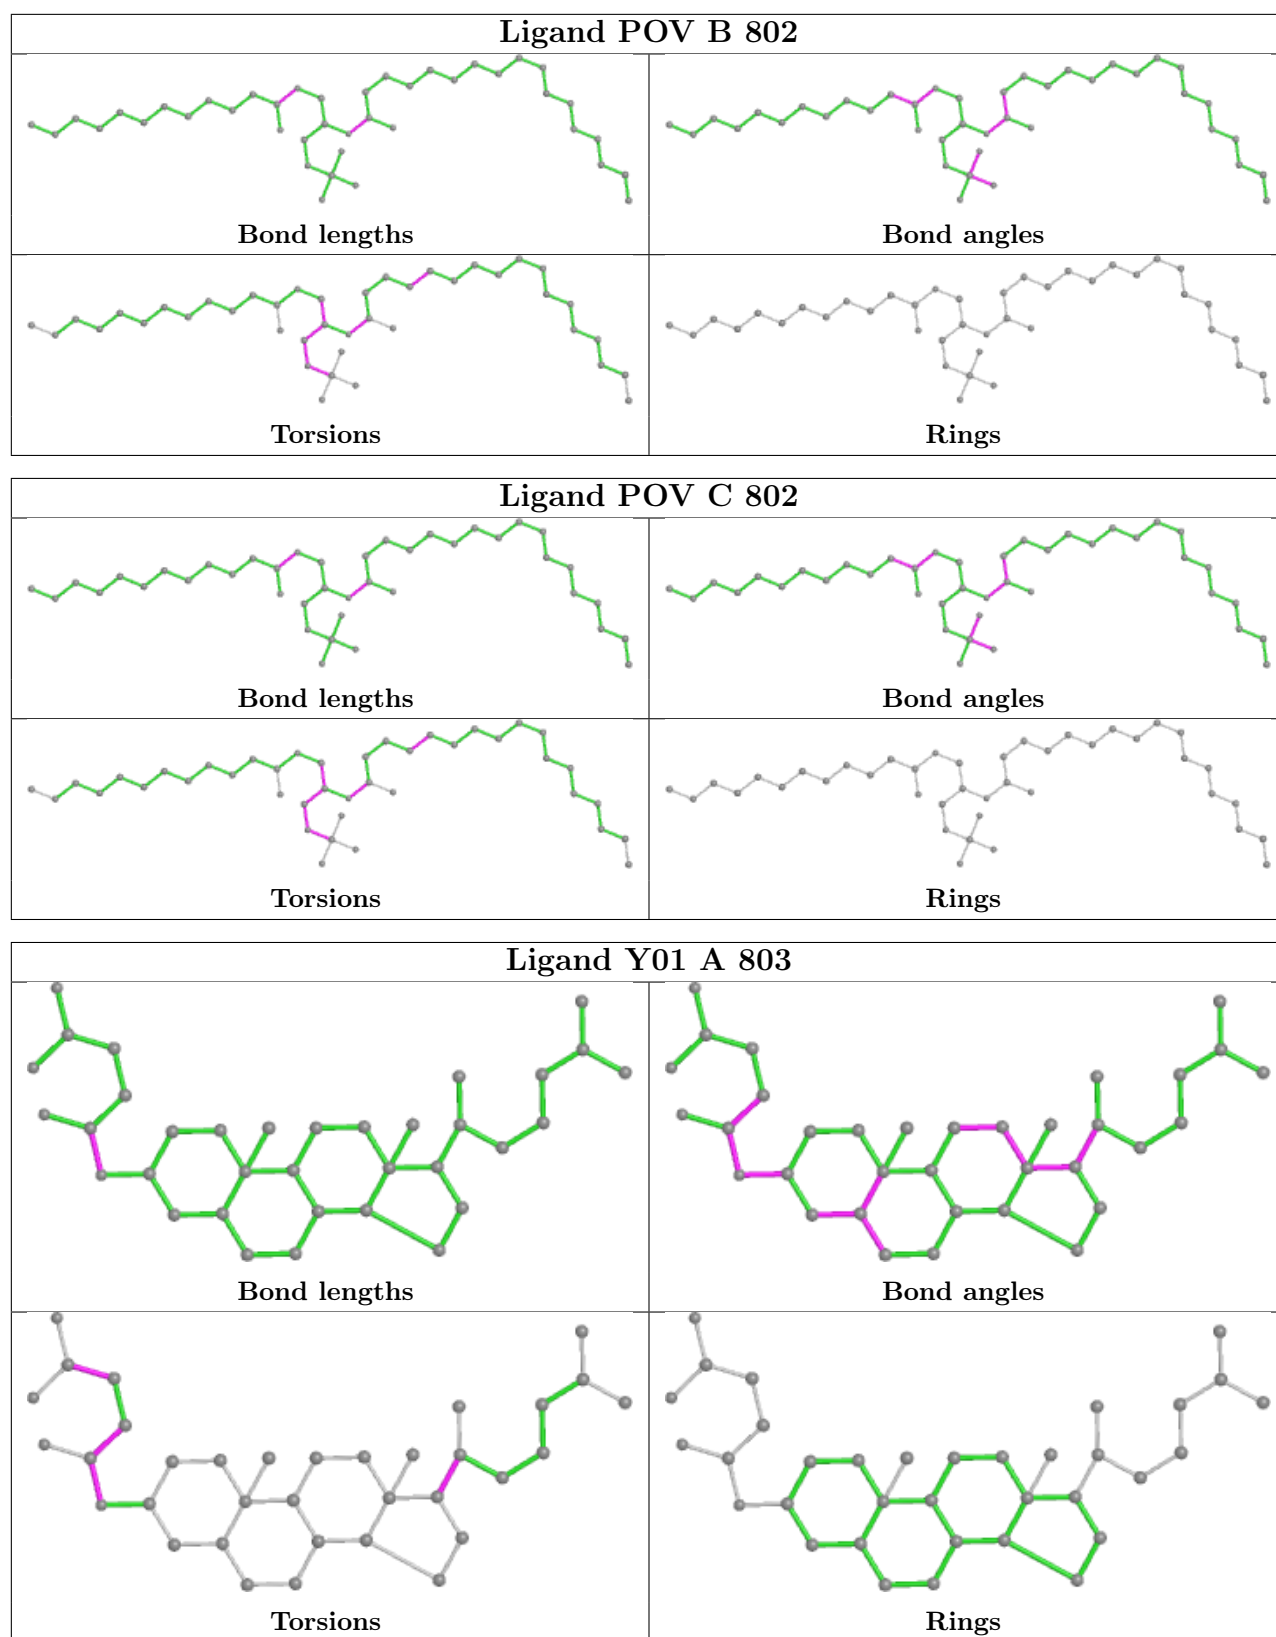 Ligand POV B 802
Bond lengths
Bond angles
Torsions
Rings
Ligand POV C 802
Bond lengths
Bond angles
Torsions
Rings
Ligand Y01 A 803
Bond lengths
Bond angles
Torsions
Rings